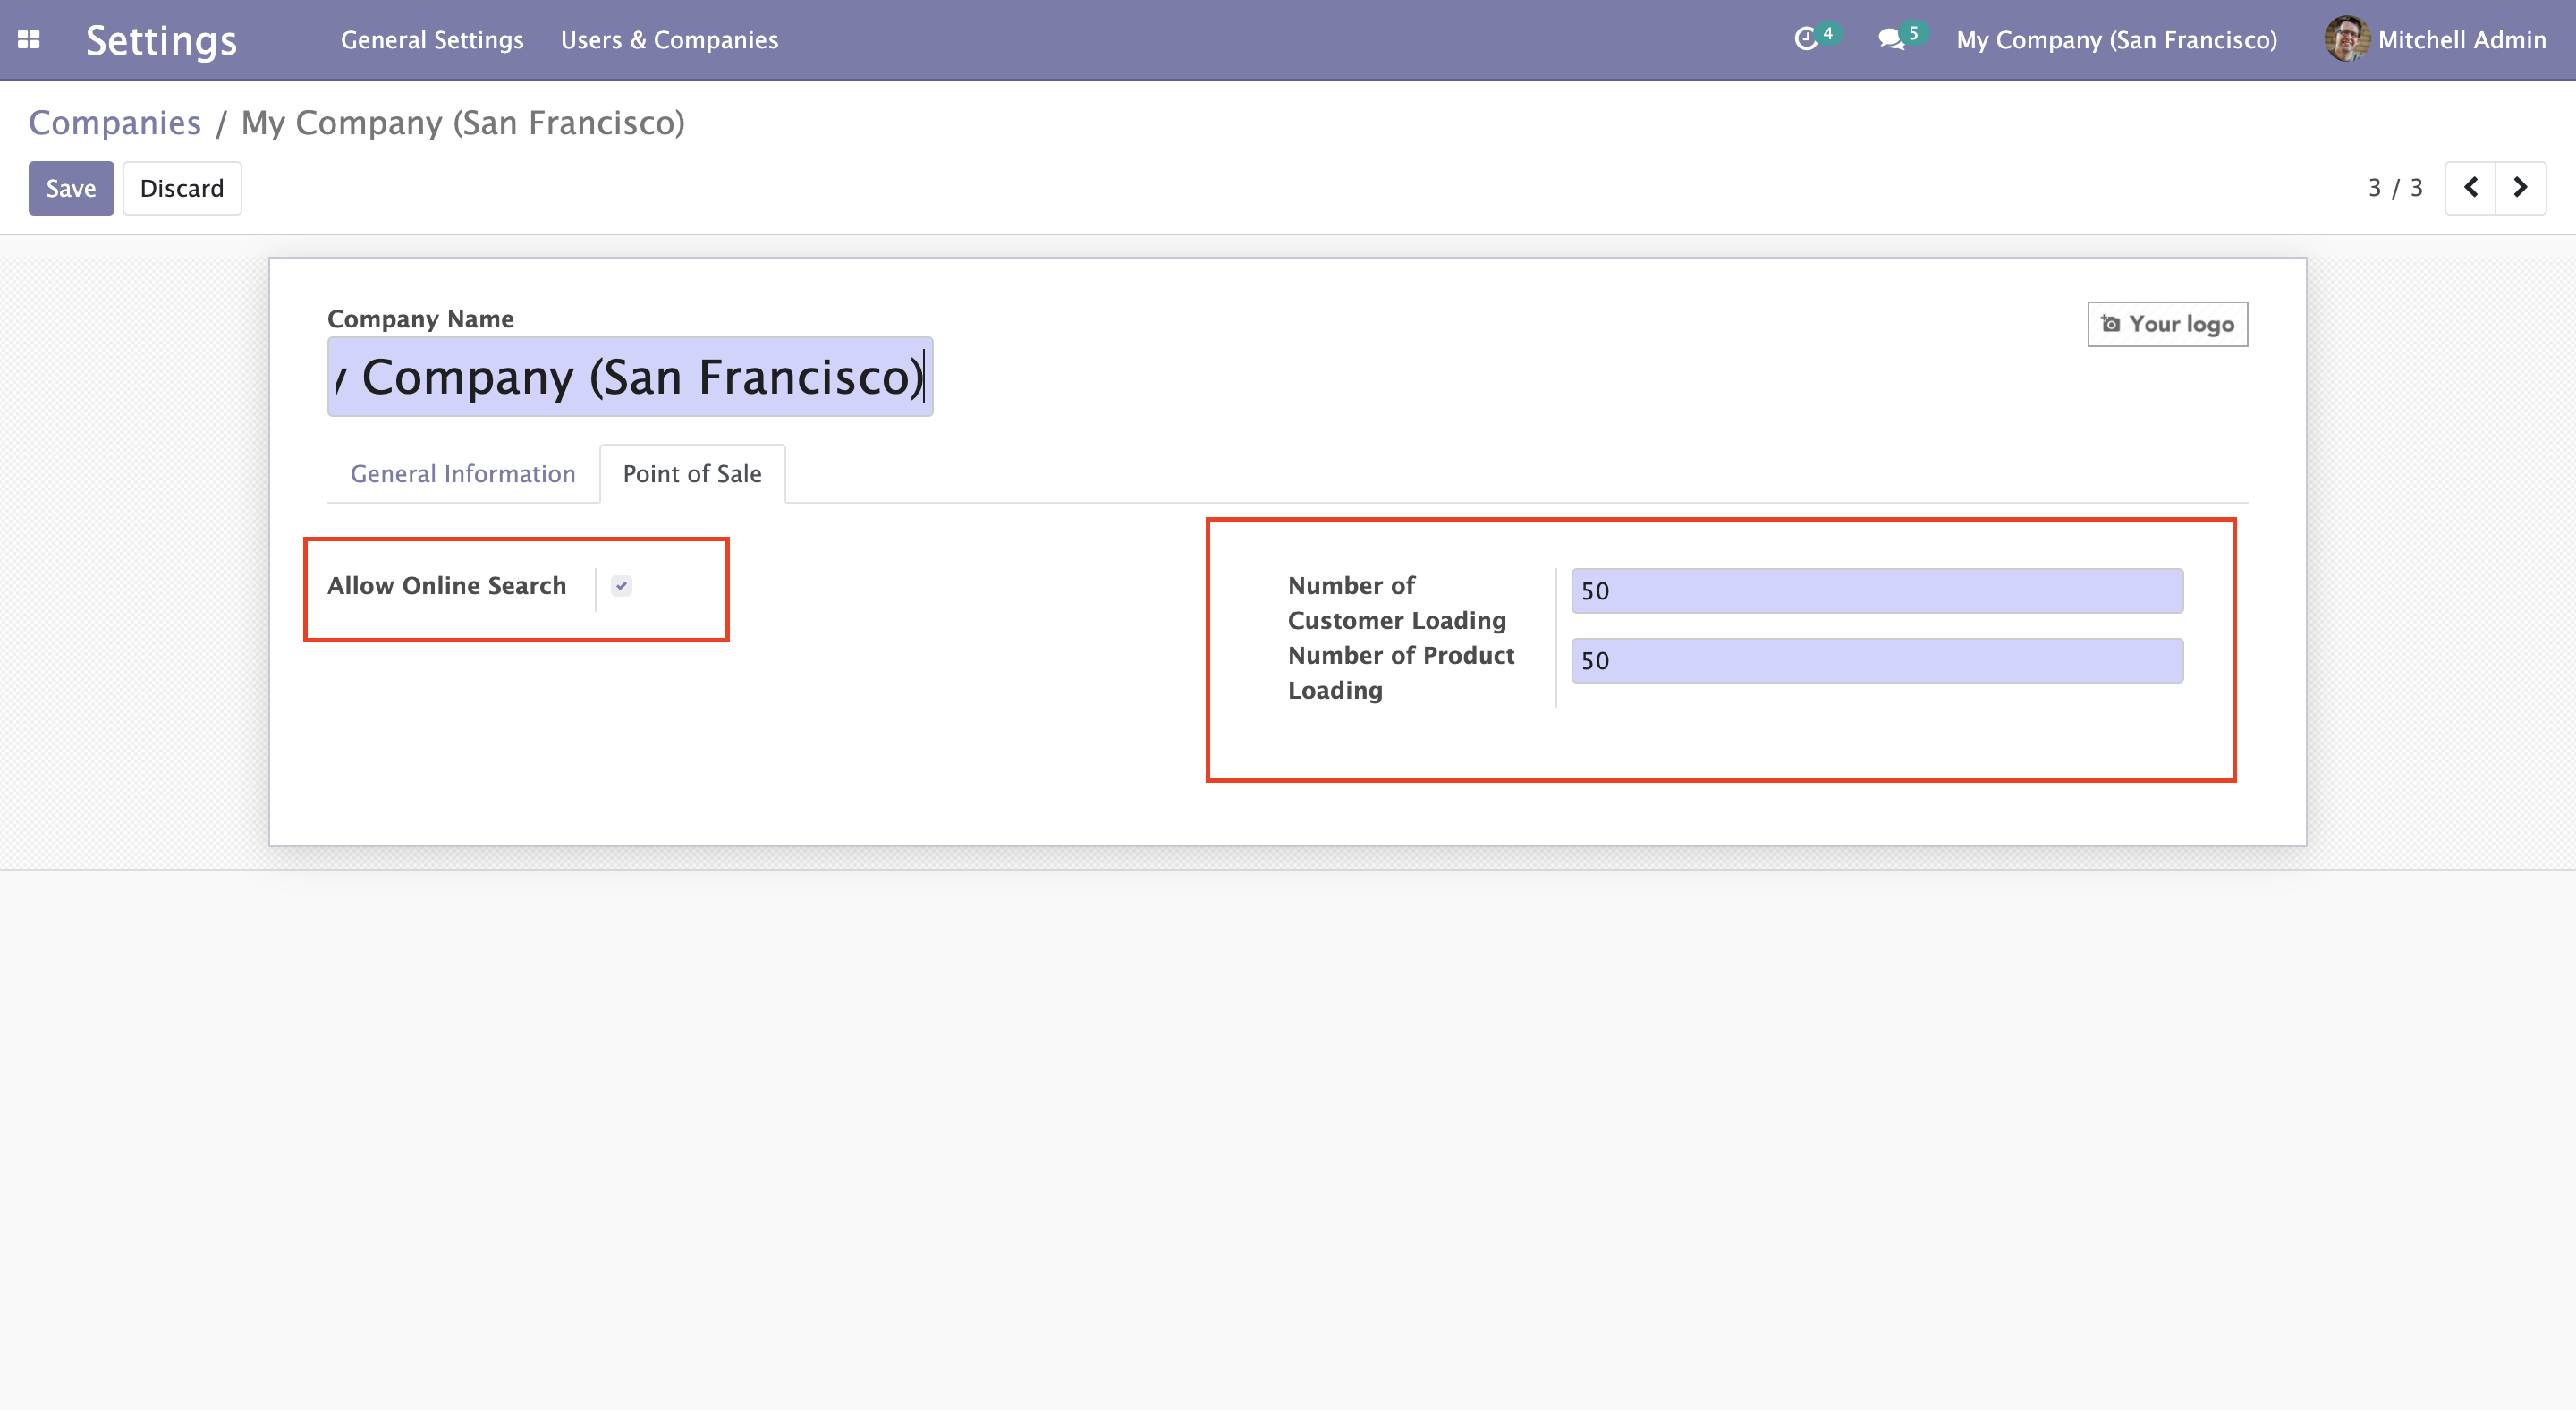 Settings
General Settings
Users & Companies
4
5
My Company (San Francisco)
Mitchell Admin
Companies / My Company (San Francisco)
Save
Discard
3 / 3
Company Name
Your logo
y Company (San Francisco)
General Information
Point of Sale
Allow Online Search
Number of
Customer Loading
50
Number of Product
Loading
50